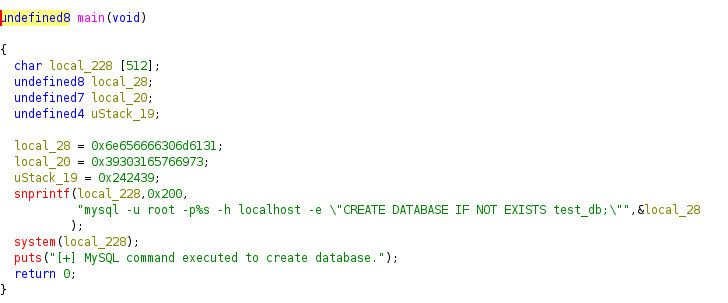 undefined8 main(void)
{
char local_228 [512];
undefined8 local_28;
undefined7 local_20;
undefined4 uStack_19;
local_28 = 0x6e656666306d6131;
local_20 = 0x39303165766973;
uStack_19 = 0x242439;
snprintf(local_228,0x200,
"mysql -u root -p%s -h localhost -e \"CREATE DATABASE IF NOT EXISTS test_db;\"",&local_28
);
system(local_228);
puts("[+] MySQL command executed to create database.");
return 0;
}